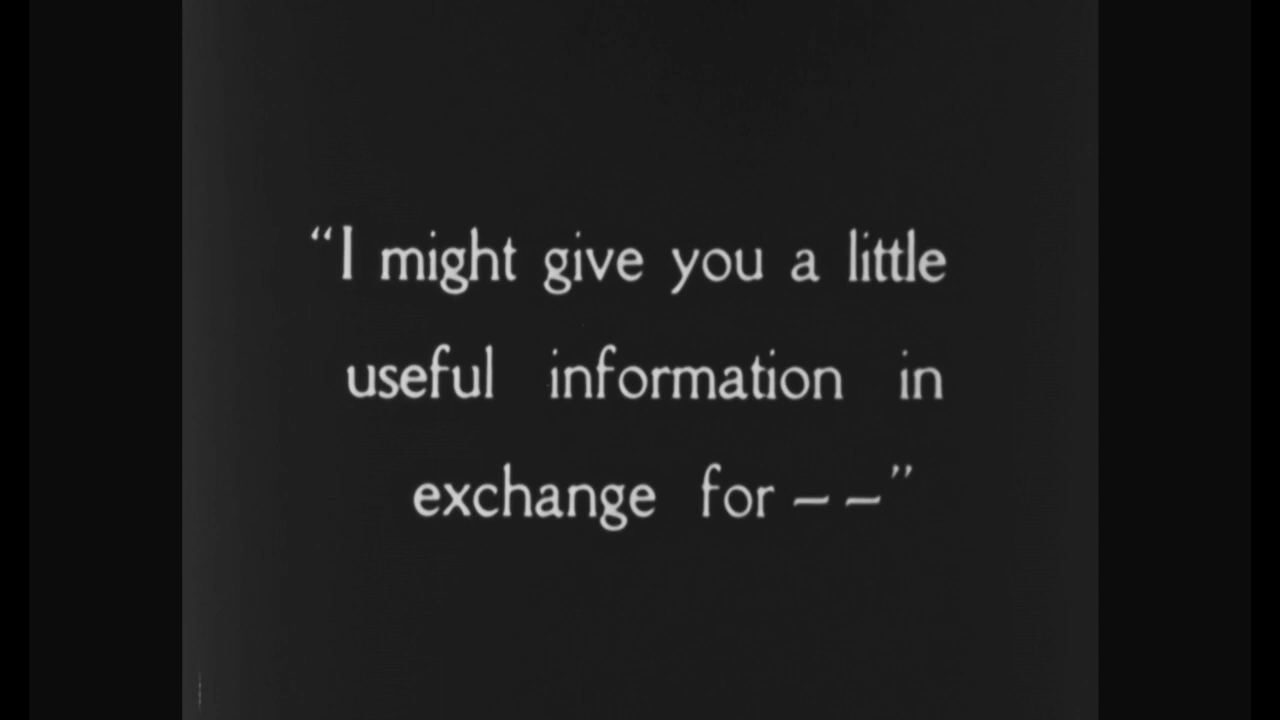 “I might give you a little
useful information in
exchange for – –”